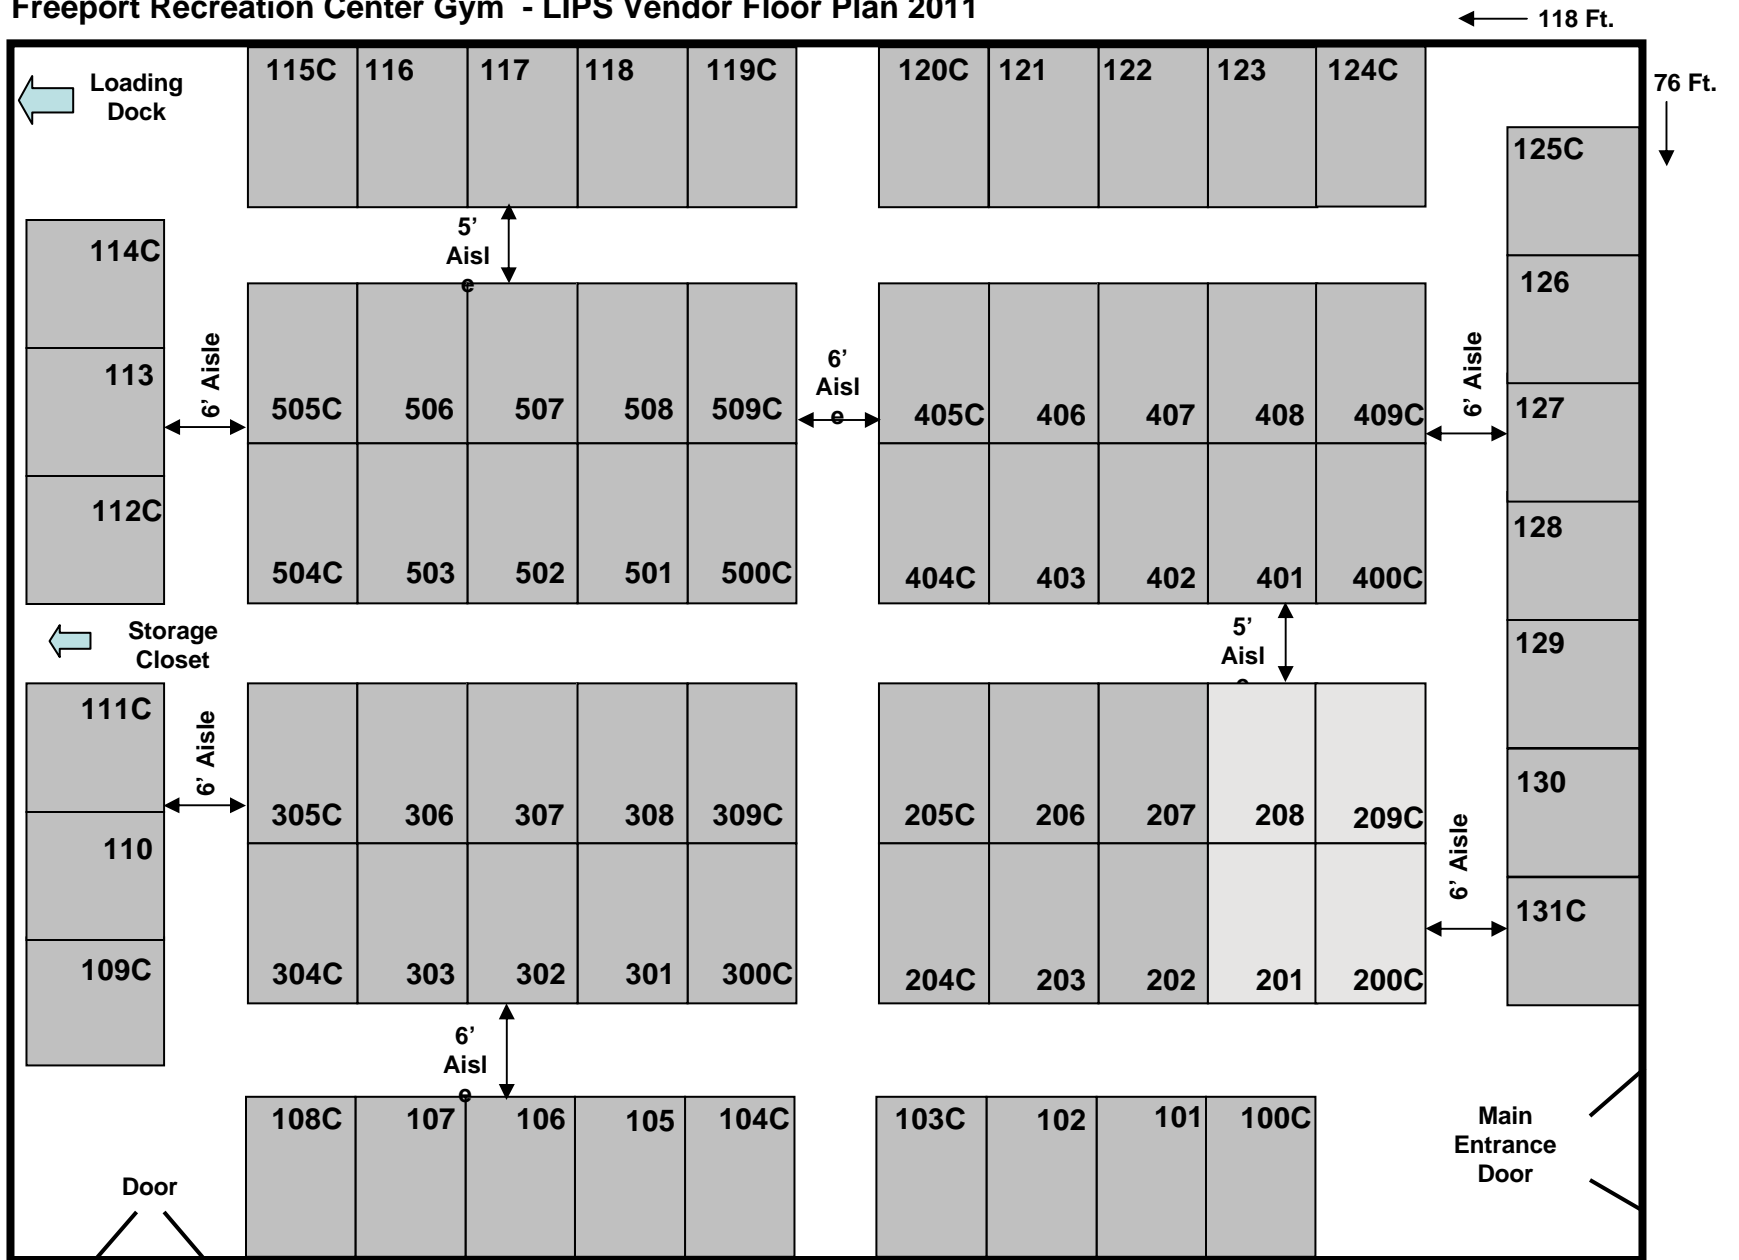 Freeport Recreation Center Gym - LIPS Vendor Floor Plan 2011
118 Ft.
76 Ft.
Loading
Dock
115C 116 117 118 119C 120C 121 122 123 124C
125C
5’
Aisl
e
114C
126
6’ Aisle
6’
Aisl
e
6’ Aisle
113
127
505C 506 507 508 509C 405C 406 407 408 409C
112C
128
504C 503 502 501 500C 404C 403 402 401 400C
Storage
Closet
5’
Aisl
129
111C
6’ Aisle
130
305C 306 307 308 309C 205C 206 207 208 209C
110
6’ Aisle
131C
109C
304C 303 302 301 300C 204C 203 202 201 200C
6’
Aisl
e
108C 107 106 105 104C 103C 102 101 100C
Main
Entrance
Door
Door